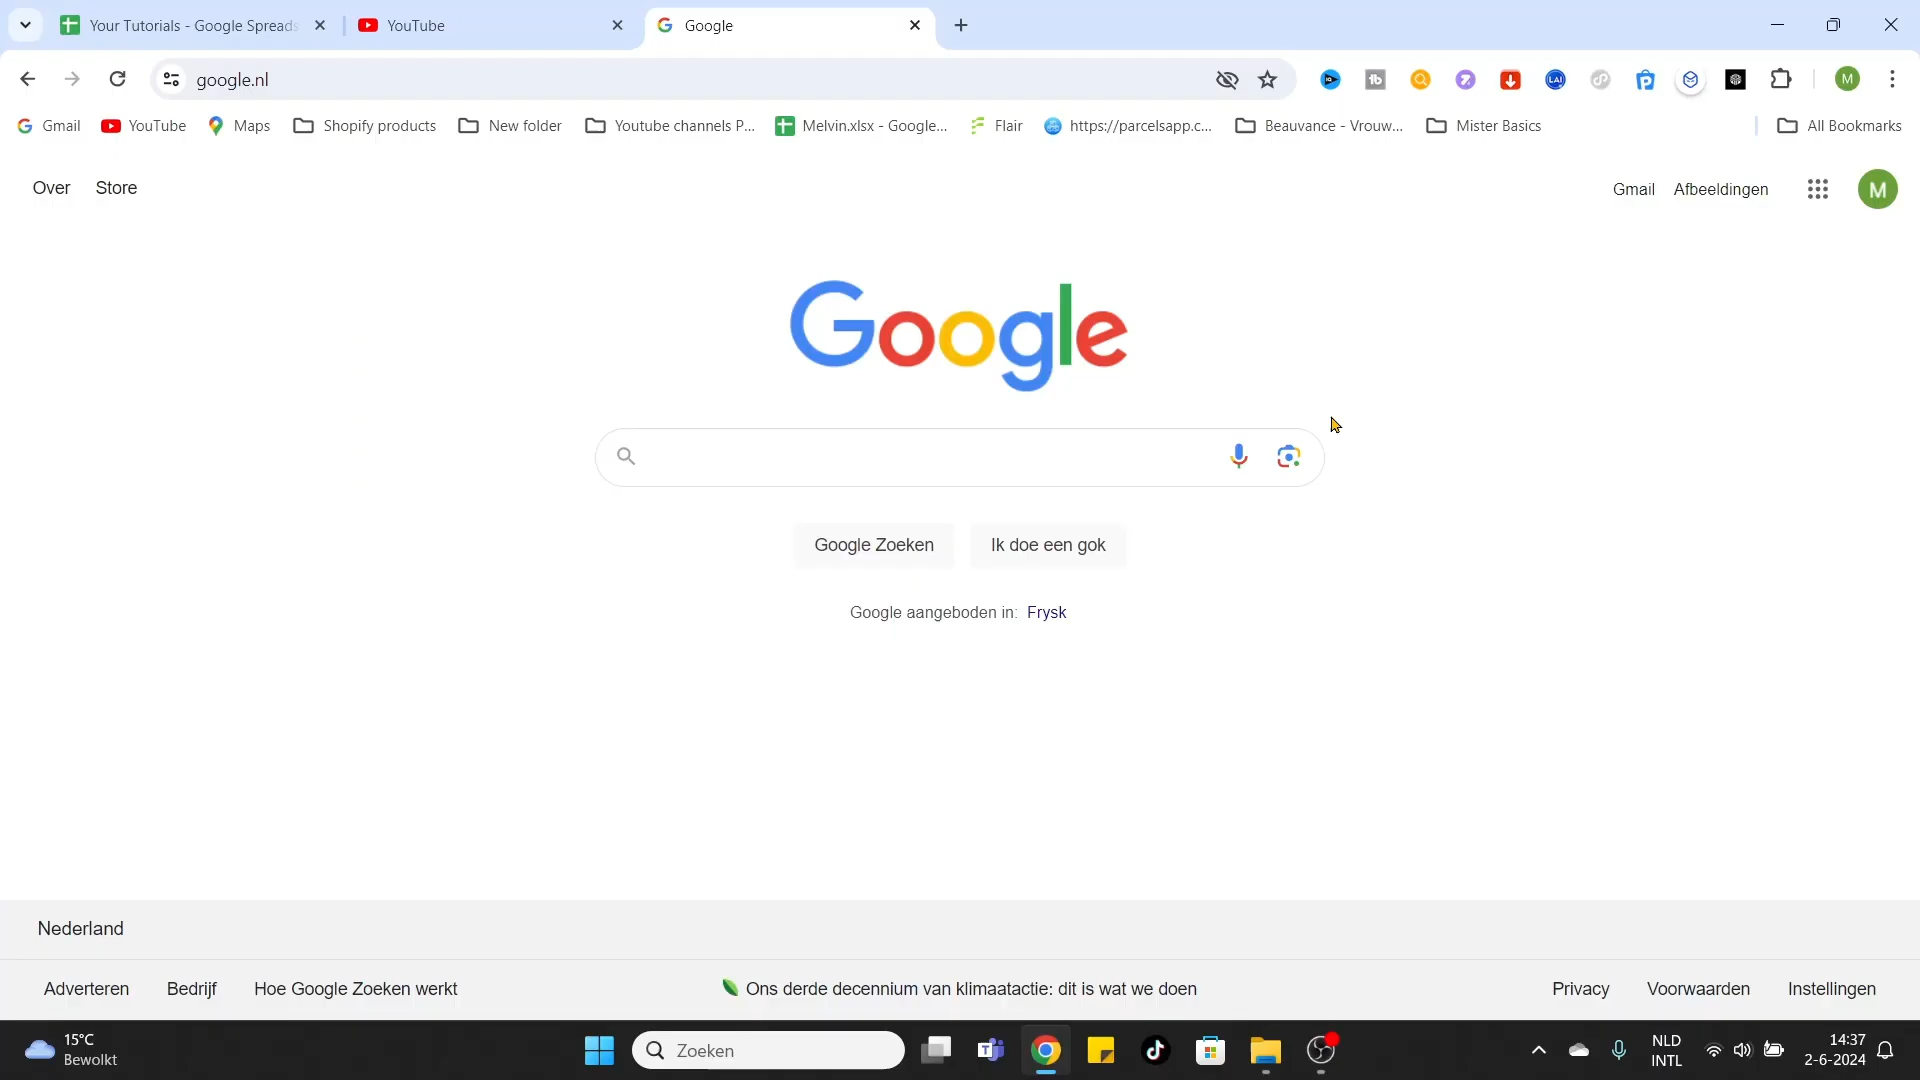 Your Tutorials - Google Spreads
YouTube
Google
google.nl
M
Gmail
YouTube
Maps
Shopify products
New folder
Youtube channels P...
Melvin.xlsx - Google...
Flair
https://parcelsapp.c...
Beauvance - Vrouw...
Mister Basics
All Bookmarks
Over
Store
Gmail
Afbeeldingen
M
Google
Google Zoeken
Ik doe een gok
Google aangeboden in: Frysk
Nederland
Adverteren
Bedrijf
Hoe Google Zoeken werkt
Ons derde decennium van klimaatactie: dit is wat we doen
Privacy
Voorwaarden
Instellingen
15°C
Bewolkt
Zoeken
NLD
INTL
14:37
2-6-2024